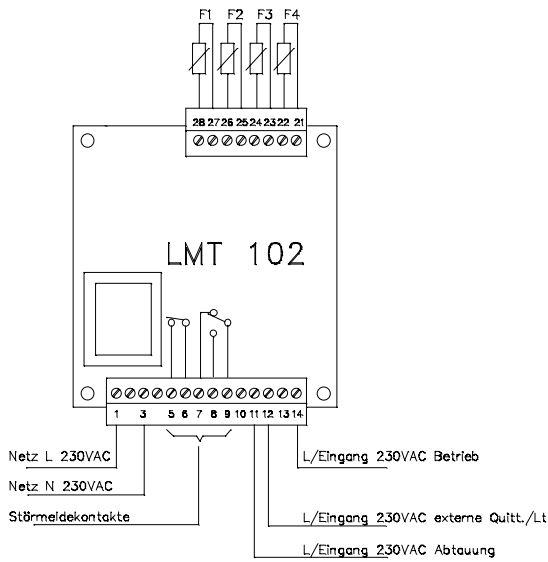 F1 F2 F3 F4
28 27 26 25 24 23 22 21
LMT 102
1 3 5 6 7 8 9 10 11 12 13 14
Netz L 230VAC
L/Eingang 230VAC Betrieb
Netz N 230VAC
Störmeldekontakte
L/Eingang 230VAC externe Quitt./Lt
L/Eingang 230VAC Abtauung